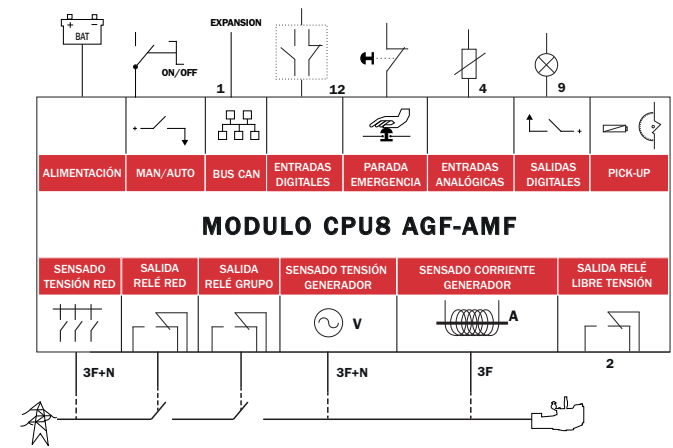 BAT
EXPANSION
ON/OFF
1
12
4
9
ALIMENTACIÓN
MAN/AUTO
BUS CAN
ENTRADAS
DIGITALES
PARADA
EMERGENCIA
ENTRADAS
ANALÓGICAS
SALIDAS
DIGITALES
PICK-UP
MODULO CPU8 AGF-AMF
SENSADO
TENSIÓN RED
SALIDA
RELÉ RED
SALIDA
RELÉ GRUPO
SENSADO TENSIÓN
GENERADOR
SENSADO CORRIENTE
GENERADOR
SALIDA RELÉ
LIBRE TENSIÓN
V
A
3F+N
3F+N
3F
2